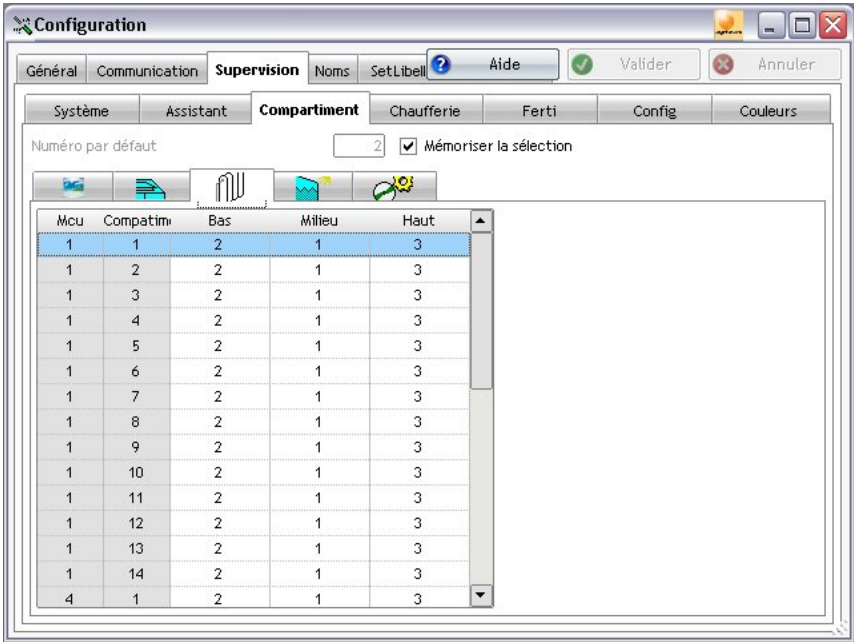 Configuration
Général Communication Supervision Noms SetLibell Aide Valider Annuler
Système Assistant Compartiment Chaufferie Ferti Config Couleurs
Numéro par défaut 2 Mémoriser la sélection
Mcu Compatim Bas Milieu Haut
1 1 2 1 3
1 2 2 1 3
1 3 2 1 3
1 4 2 1 3
1 5 2 1 3
1 6 2 1 3
1 7 2 1 3
1 8 2 1 3
1 9 2 1 3
1 10 2 1 3
1 11 2 1 3
1 12 2 1 3
1 13 2 1 3
1 14 2 1 3
4 1 2 1 3